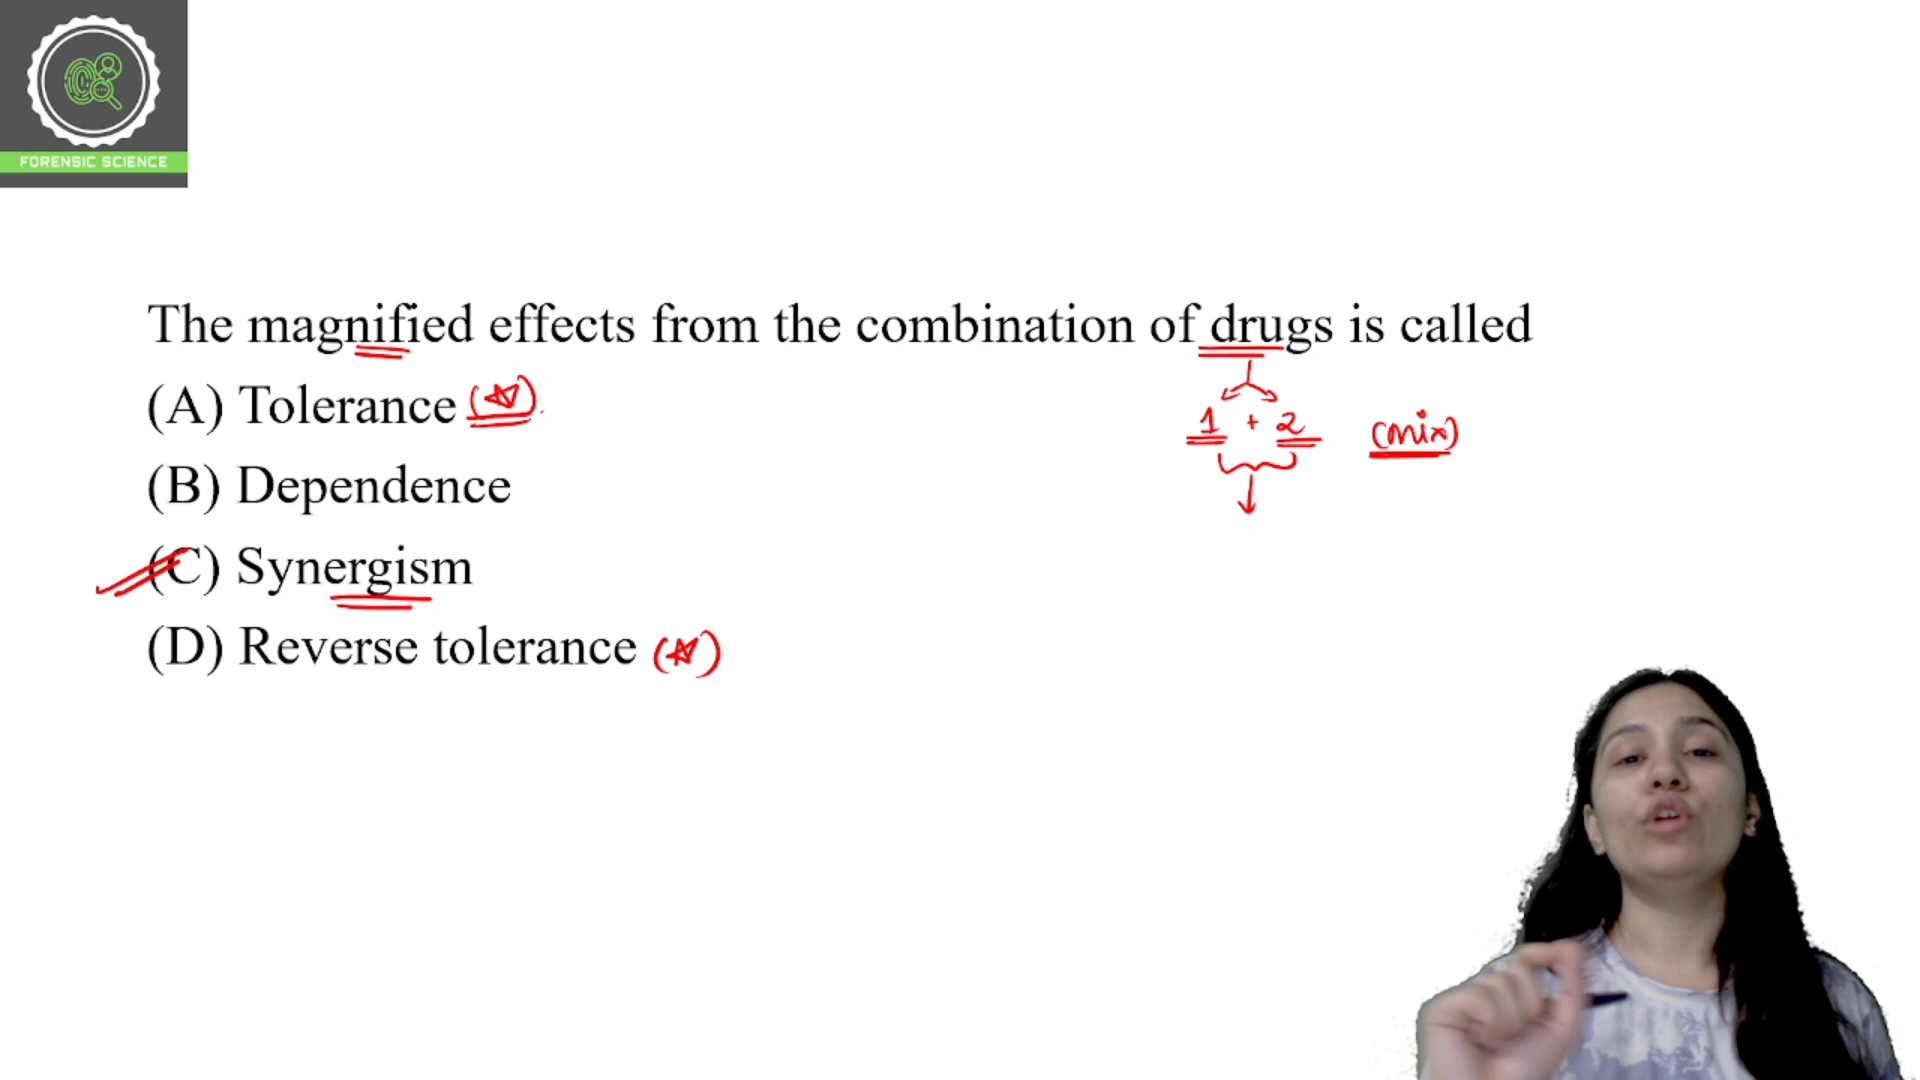 FORENSIC SCIENCE
The magnified effects from the combination of drugs is called
(A) Tolerance
(B) Dependence
(C) Synergism
(D) Reverse tolerance
1 + 2 (mix)